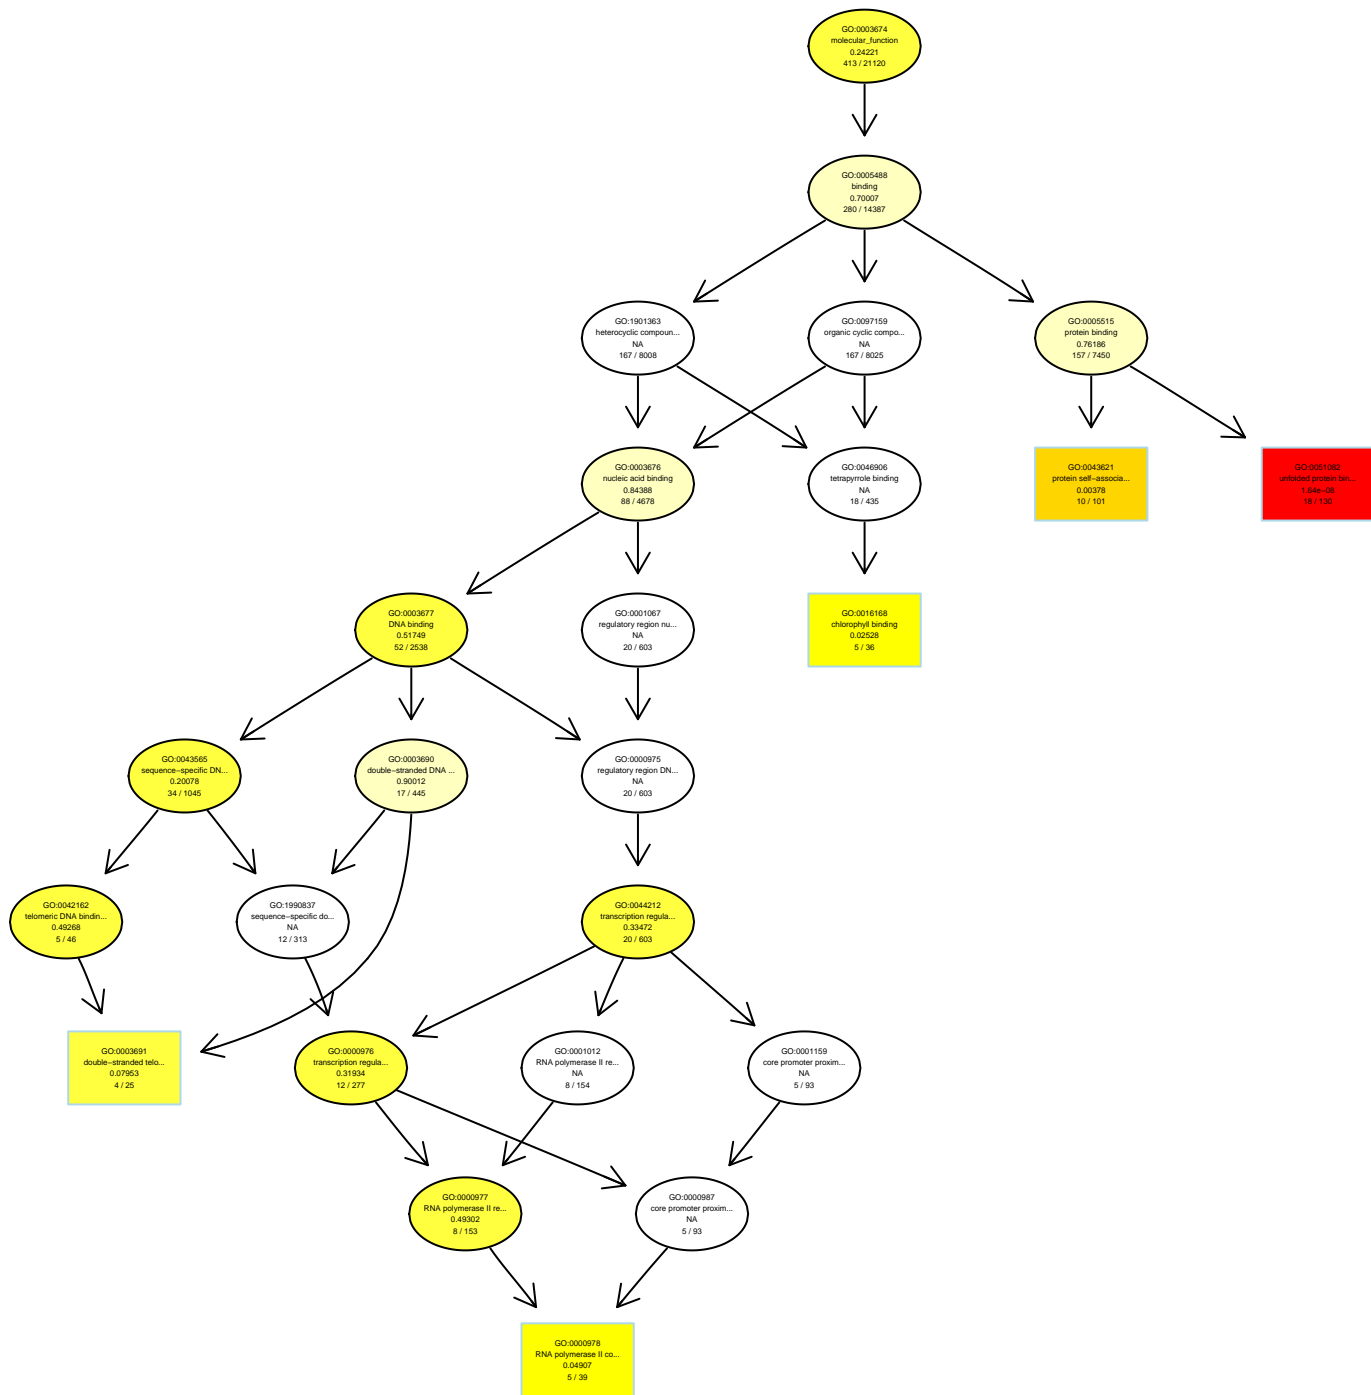 GO:0003674
molecular_function
0.24221
413 / 21120
GO:0005488
binding
0.70007
280 / 14387
GO:1901363
heterocyclic compoun...
NA
167 / 8008
GO:0097159
organic cyclic compo...
NA
167 / 8025
GO:0005515
protein binding
0.76186
157 / 7450
GO:0003676
nucleic acid binding
0.84388
88 / 4678
GO:0046906
tetrapyrrole binding
NA
18 / 435
GO:0043621
protein self−associa...
0.00378
10 / 101
GO:0051082
unfolded protein bin...
1.64e−08
18 / 130
GO:0003677
DNA binding
0.51749
52 / 2538
GO:0001067
regulatory region nu...
NA
20 / 603
GO:0016168
chlorophyll binding
0.02528
5 / 36
GO:0043565
sequence−specific DN...
0.20078
34 / 1045
GO:0003690
double−stranded DNA ...
0.90012
17 / 445
GO:0000975
regulatory region DN...
NA
20 / 603
GO:0042162
telomeric DNA bindin...
0.49268
5 / 46
GO:1990837
sequence−specific do...
NA
12 / 313
GO:0044212
transcription regula...
0.33472
20 / 603
GO:0003691
double−stranded telo...
0.07953
4 / 25
GO:0000976
transcription regula...
0.31934
12 / 277
GO:0001012
RNA polymerase II re...
NA
8 / 154
GO:0001159
core promoter proxim...
NA
5 / 93
GO:0000977
RNA polymerase II re...
0.49302
8 / 153
GO:0000987
core promoter proxim...
NA
5 / 93
GO:0000978
RNA polymerase II co...
0.04907
5 / 39